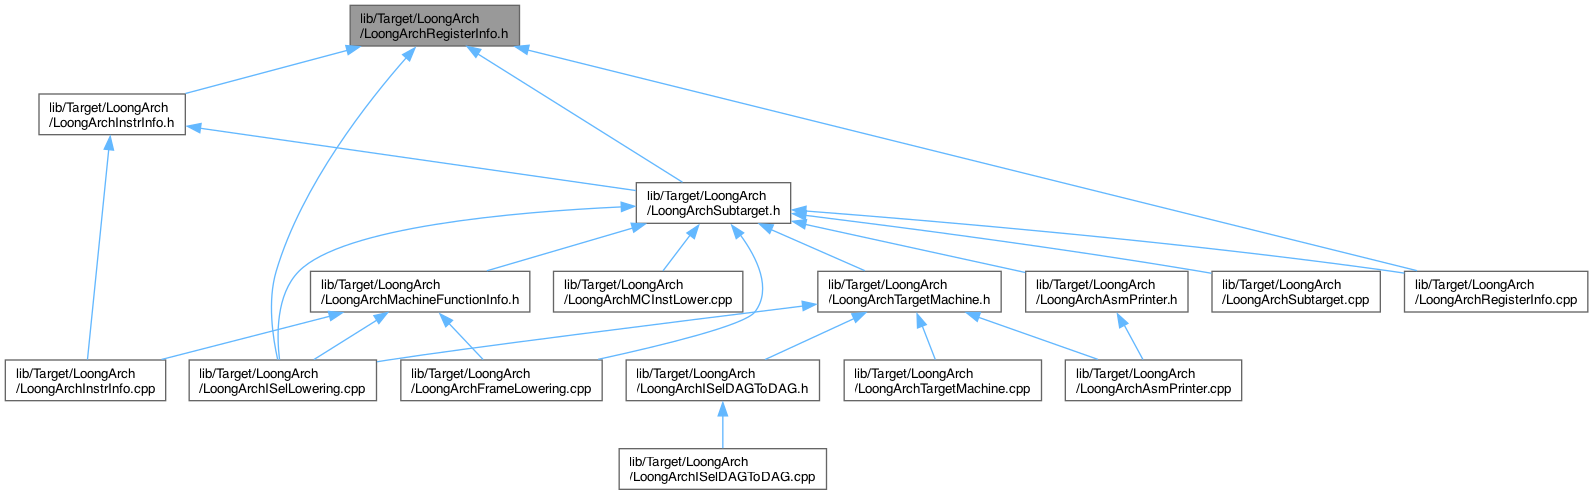 lib/Target/LoongArch
/LoongArchRegisterInfo.h
lib/Target/LoongArch
/LoongArchInstrInfo.h
lib/Target/LoongArch
/LoongArchSubtarget.h
lib/Target/LoongArch
/LoongArchMachineFunctionInfo.h
lib/Target/LoongArch
/LoongArchMCInstLower.cpp
lib/Target/LoongArch
/LoongArchTargetMachine.h
lib/Target/LoongArch
/LoongArchAsmPrinter.h
lib/Target/LoongArch
/LoongArchSubtarget.cpp
lib/Target/LoongArch
/LoongArchRegisterInfo.cpp
lib/Target/LoongArch
/LoongArchInstrInfo.cpp
lib/Target/LoongArch
/LoongArchISelLowering.cpp
lib/Target/LoongArch
/LoongArchFrameLowering.cpp
lib/Target/LoongArch
/LoongArchISelDAGToDAG.h
lib/Target/LoongArch
/LoongArchTargetMachine.cpp
lib/Target/LoongArch
/LoongArchAsmPrinter.cpp
lib/Target/LoongArch
/LoongArchISelDAGToDAG.cpp